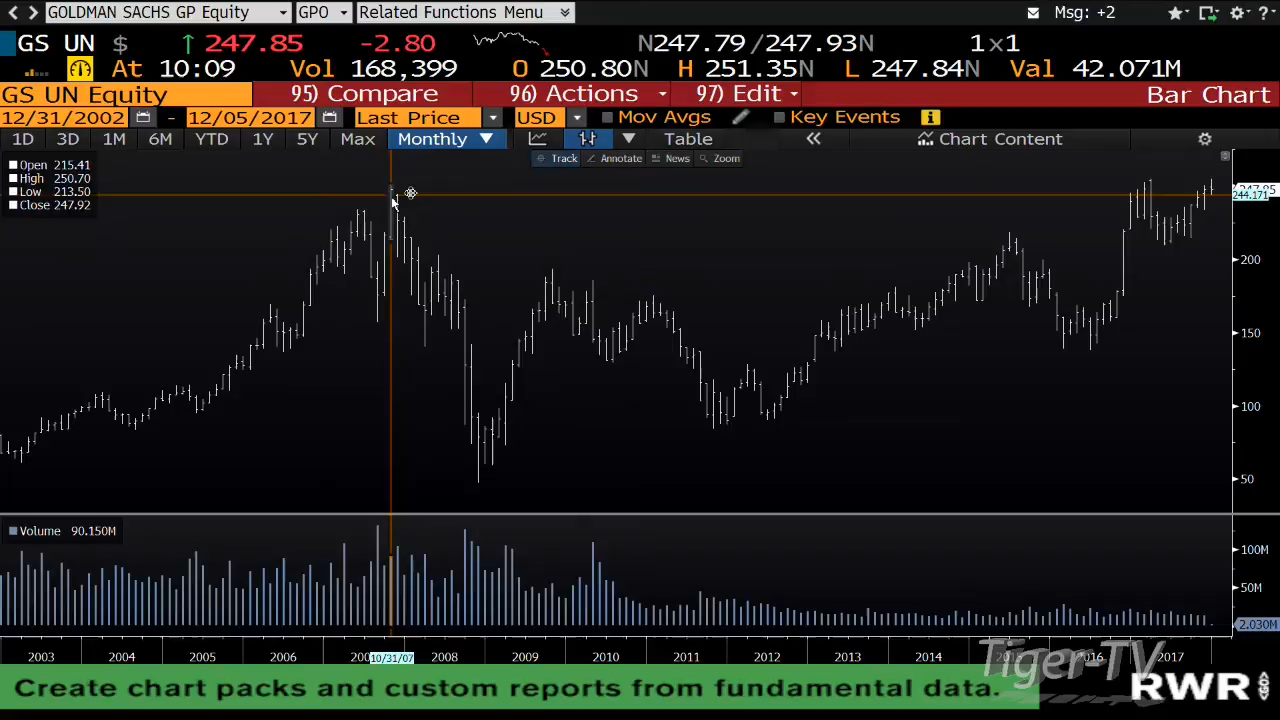 GOLDMAN SACHS GP Equity GPO Related Functions Menu Msg: +2
GS UN $ ↑ 247.85 -2.80 N247.79/247.93N 1x1
At 10:09 Vol 168,399 O 250.80N H 251.35N L 247.84N Val 42.071M
GS UN Equity 95) Compare 96) Actions 97) Edit Bar Chart
12/31/2002 - 12/05/2017 Last Price USD Mov Avgs Key Events
1D 3D 1M 6M YTD 1Y 5Y Max Monthly ▼ Table « Chart Content
Track Annotate News Zoom
Open 215.41
High 250.70
Low 213.50
Close 247.92
244.171
200
150
100
50
Volume 90.150M
100M
50M
2.030M
2003 2004 2005 2006 10/31/07 2008 2009 2010 2011 2012 2013 2014 2015 2016 2017
Tiger-TV
Create chart packs and custom reports from fundamental data.
RWR GO